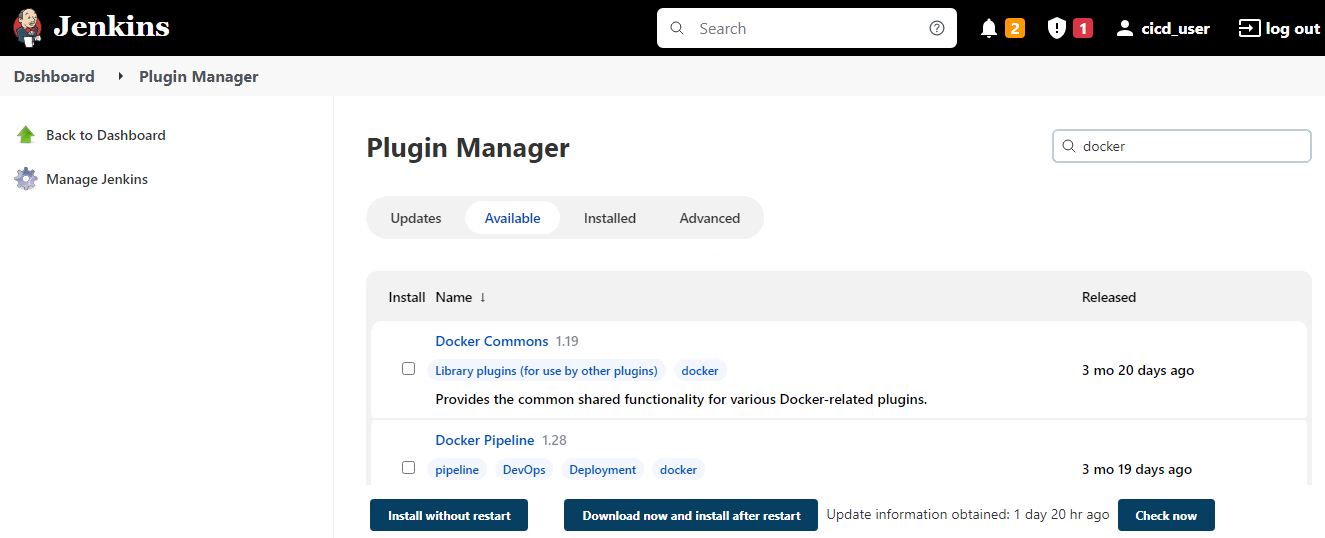 Jenkins
Search
2
1
cicd_user
log out
Dashboard Plugin Manager
Back to Dashboard
Manage Jenkins
Plugin Manager
docker
Updates Available Installed Advanced
Install Name ↓ Released
Docker Commons 1.19
Library plugins (for use by other plugins) docker
3 mo 20 days ago
Provides the common shared functionality for various Docker-related plugins.
Docker Pipeline 1.28
pipeline DevOps Deployment docker
3 mo 19 days ago
Install without restart Download now and install after restart Update information obtained: 1 day 20 hr ago Check now